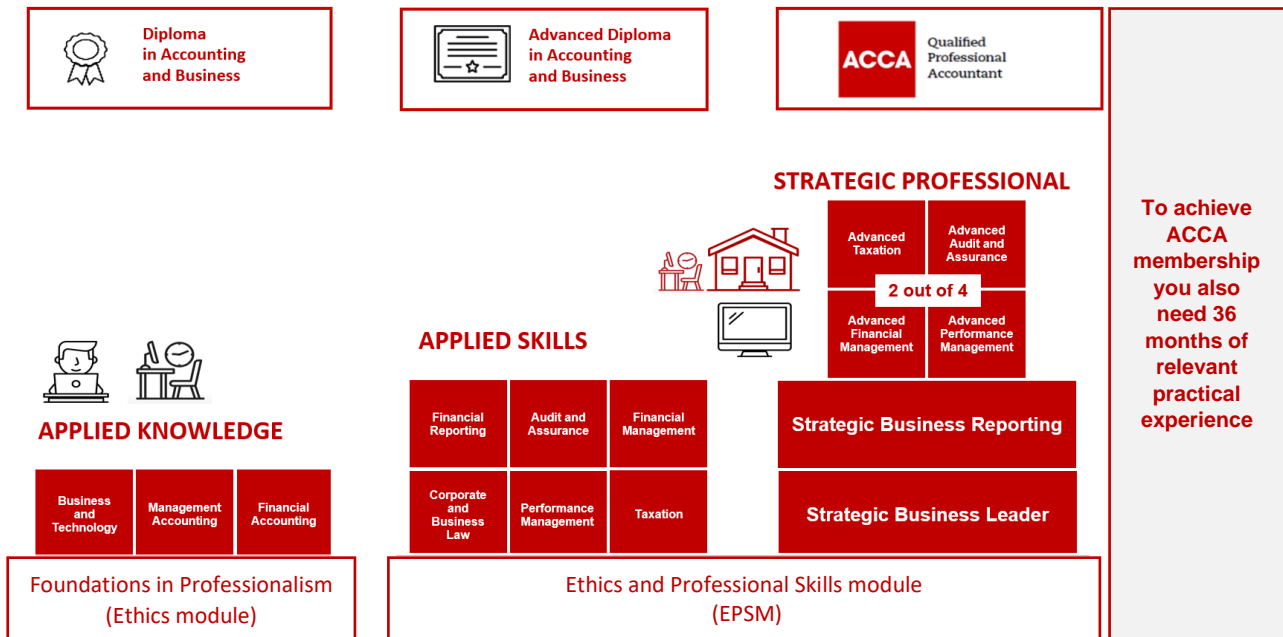 Diploma
in Accounting
and Business
Advanced Diploma
in Accounting
and Business
ACCA
Qualified
Professional
Accountant
STRATEGIC PROFESSIONAL
Advanced
Taxation
Advanced
Audit and
Assurance
2 out of 4
Advanced
Financial
Management
Advanced
Performance
Management
Strategic Business Reporting
Strategic Business Leader
APPLIED SKILLS
Financial
Reporting
Audit and
Assurance
Financial
Management
Corporate
and
Business
Law
Performance
Management
Taxation
APPLIED KNOWLEDGE
Business
and
Technology
Management
Accounting
Financial
Accounting
Foundations in Professionalism
(Ethics module)
Ethics and Professional Skills module
(EPSM)
To achieve
ACCA
membership
you also
need 36
months of
relevant
practical
experience